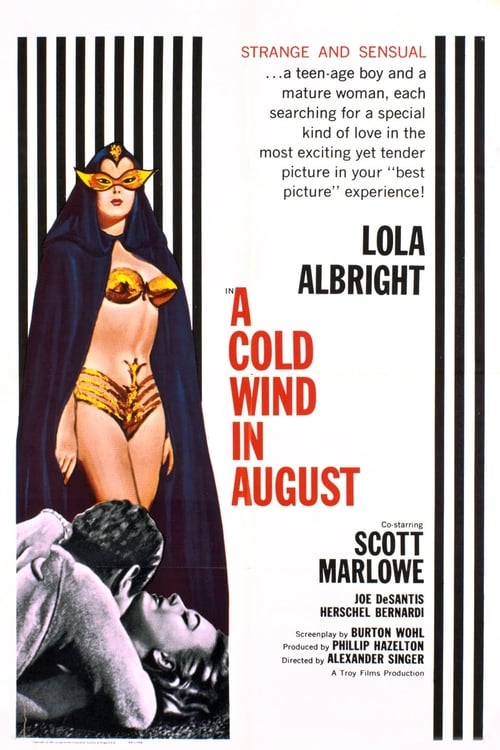 STRANGE AND SENSUAL
...a teen-age boy and a
mature woman, each
searching for a special
kind of love in the
most exciting yet tender
picture in your "best
picture" experience!
LOLA
ALBRIGHT
IN
A
COLD
WIND
IN
AUGUST
Co-starring
SCOTT
MARLOWE
JOE DeSANTIS
HERSCHEL BERNARDI
Screenplay by BURTON WOHL
Produced by PHILLIP HAZELTON
Directed by ALEXANDER SINGER
A Troy Films Production